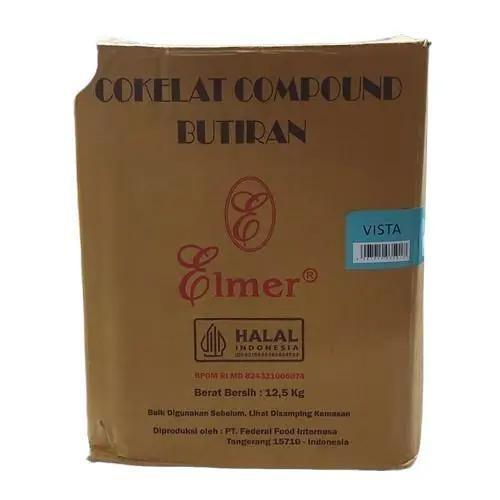 COKELAT COMPOUND
BUTIRAN
E
Elmer®
VISTA
HALAL
INDONESIA
BPOM RI MD 824321006074
Berat Bersih : 12,5 Kg
Baik Digunakan Sebelum, Lihat Disamping Kemasan
Diproduksi oleh : PT. Federal Food Internusa
Tangerang 15710 - Indonesia